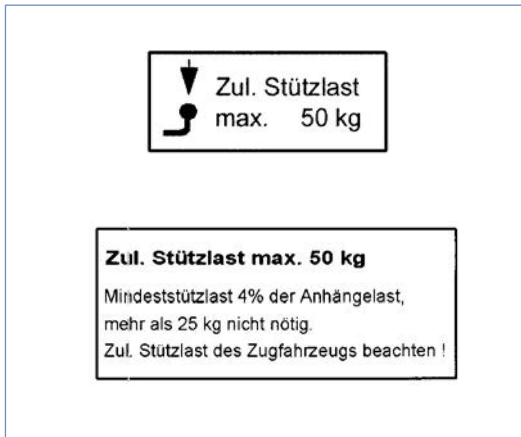 Zul. Stützlast
max. 50 kg
Zul. Stützlast max. 50 kg
Mindeststützlast 4% der Anhängelast,
mehr als 25 kg nicht nötig.
Zul. Stützlast des Zugfahrzeugs beachten !